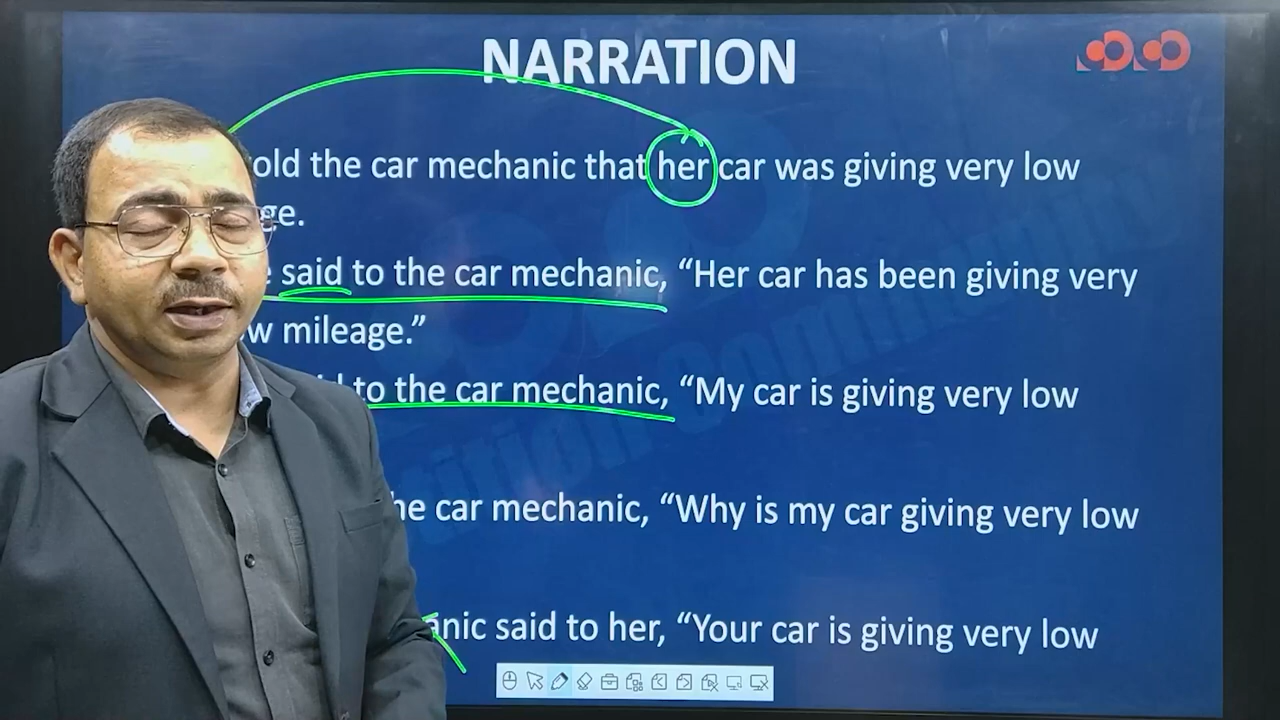 NARRATION
old the car mechanic that her car was giving very low
ge.
said to the car mechanic, “Her car has been giving very
w mileage.”
to the car mechanic, “My car is giving very low
he car mechanic, “Why is my car giving very low
anic said to her, “Your car is giving very low